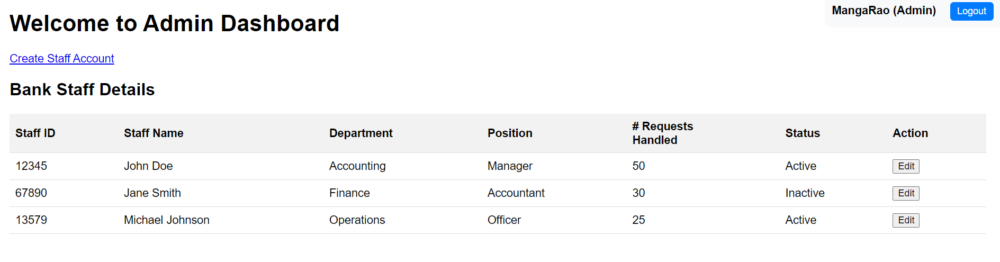 Welcome to Admin Dashboard
MangaRao (Admin) Logout
Create Staff Account
Bank Staff Details
Staff ID Staff Name Department Position # Requests Handled Status Action
12345 John Doe Accounting Manager 50 Active Edit
67890 Jane Smith Finance Accountant 30 Inactive Edit
13579 Michael Johnson Operations Officer 25 Active Edit